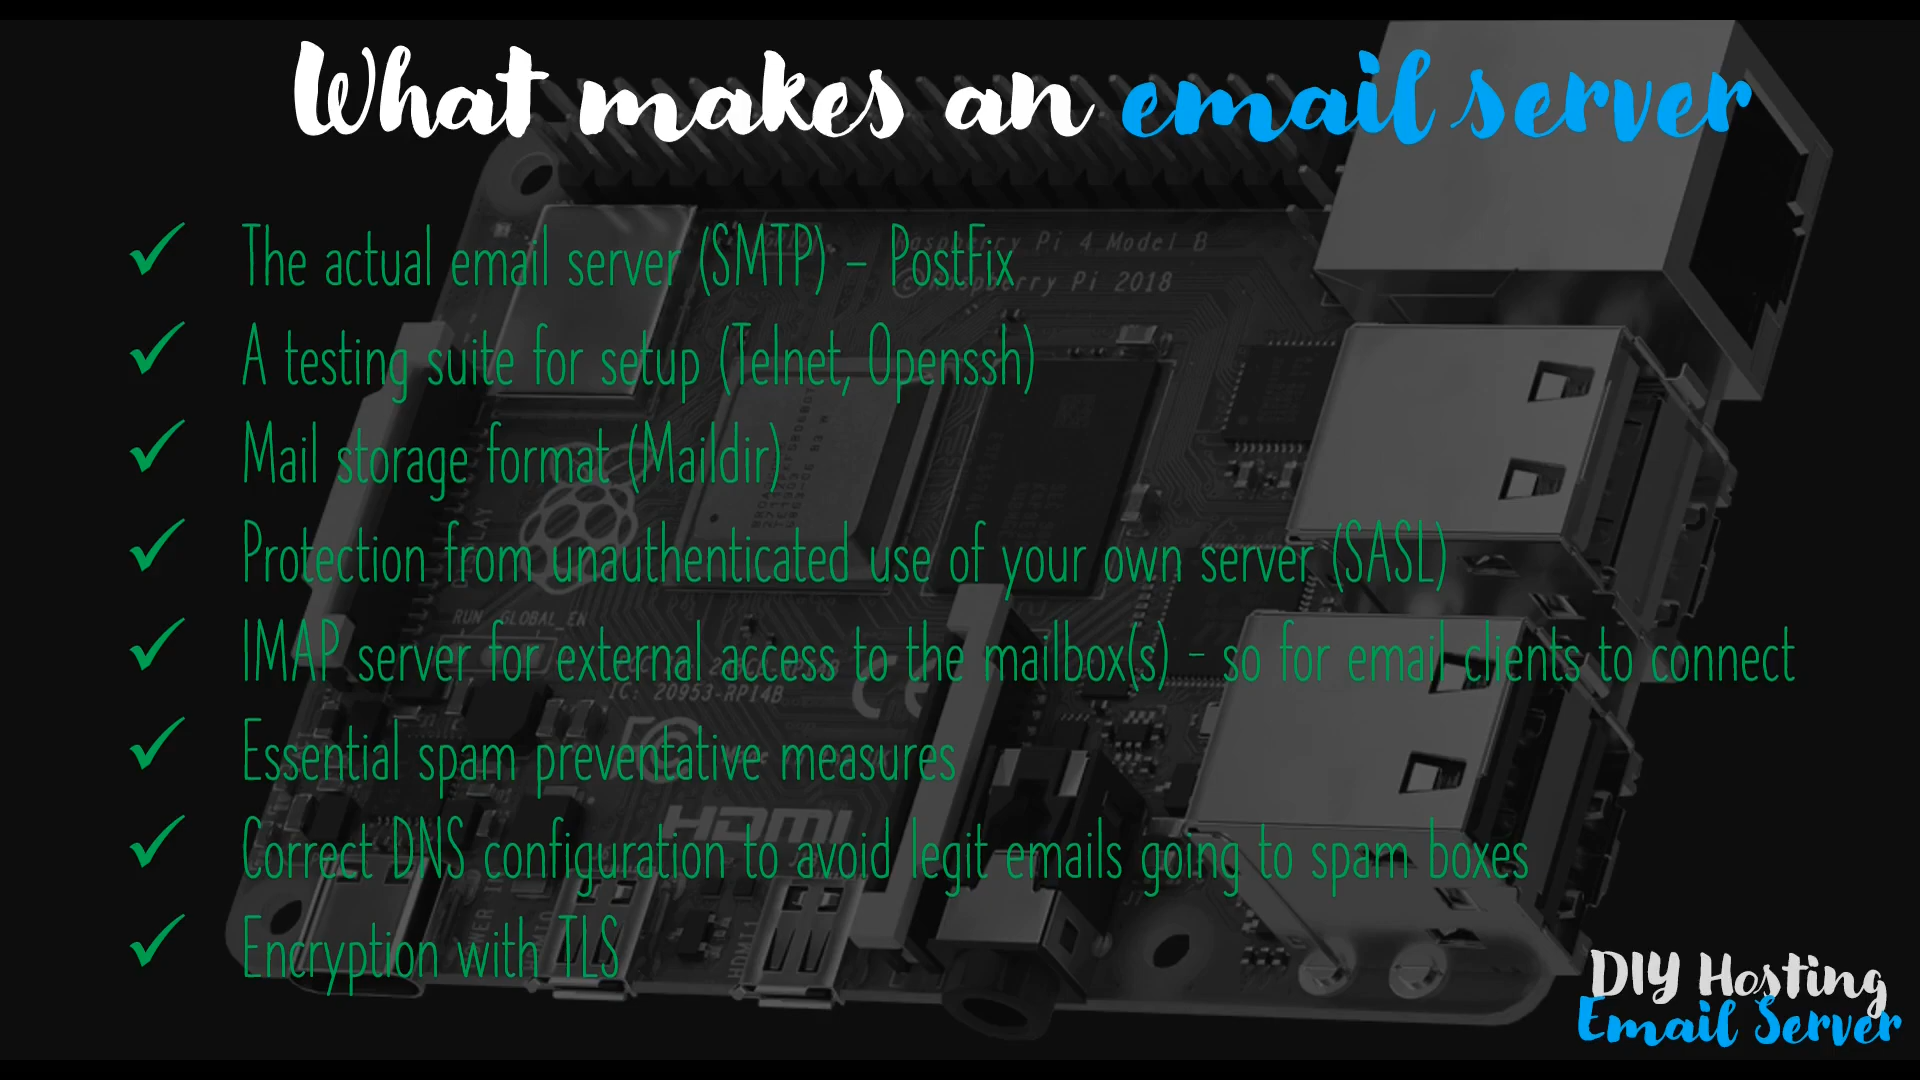 What makes an email server
The actual email server (SMTP) – PostFix
A testing suite for setup (Telnet, Openssh)
Mail storage format (Maildir)
Protection from unauthenticated use of your own server (SASL)
IMAP server for external access to the mailbox(s) – so for email clients to connect
Essential spam preventative measures
Correct DNS configuration to avoid legit emails going to spam boxes
Encryption with TLS
Raspberry Pi 4 Model B
© Raspberry Pi 2018
DISPLAY
RUN GLOBAL_EN
IC: 20953-RPI4B
HDMI
HDMI0
HDMI1
DIY Hosting
Email Server